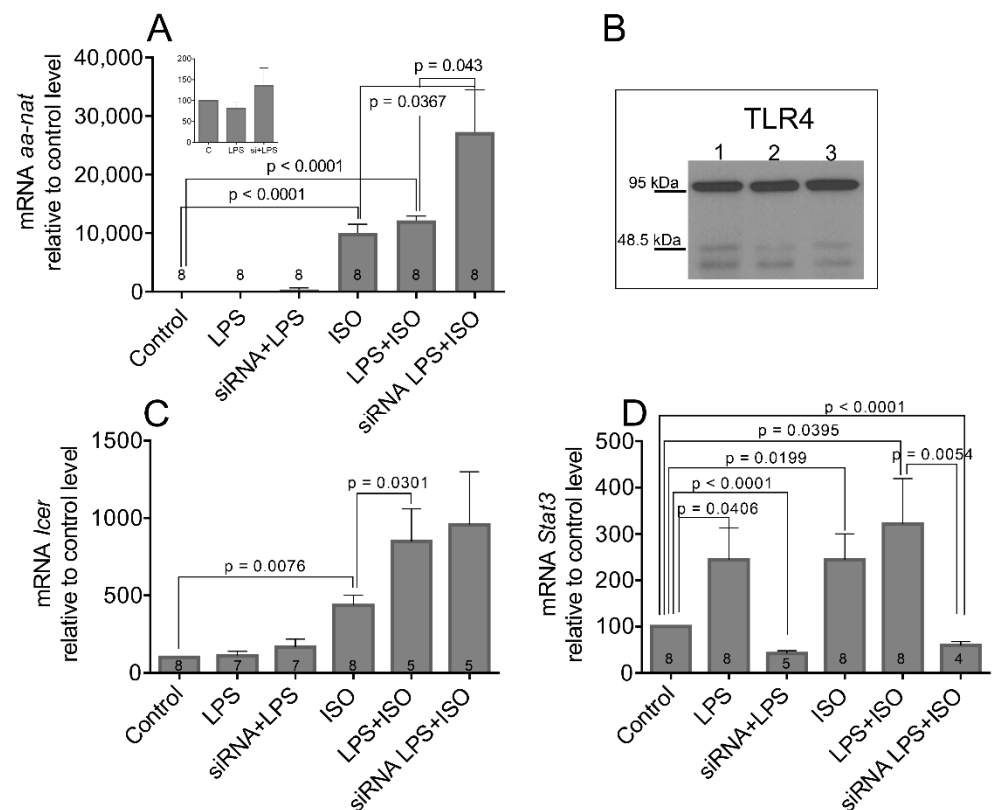 A
mRNA aa-nat
relative to control level
40,000
30,000
20,000
10,000
0
200
150
100
50
0
C LPS si+LPS
p = 0.043
p = 0.0367
p < 0.0001
p < 0.0001
8 8 8 8 8 8
Control LPS siRNA+LPS ISO LPS+ISO siRNA LPS+ISO
B
TLR4
1 2 3
95 kDa
48.5 kDa
C
mRNA Icer
relative to control level
1500
1000
500
0
p = 0.0301
p = 0.0076
8 7 7 8 5 5
Control LPS siRNA+LPS ISO LPS+ISO siRNA LPS+ISO
D
mRNA Stat3
relative to control level
500
400
300
200
100
0
p < 0.0001
p = 0.0395
p = 0.0054
p = 0.0199
p < 0.0001
p = 0.0406
8 8 5 8 8 4
Control LPS siRNA+LPS ISO LPS+ISO siRNA LPS+ISO